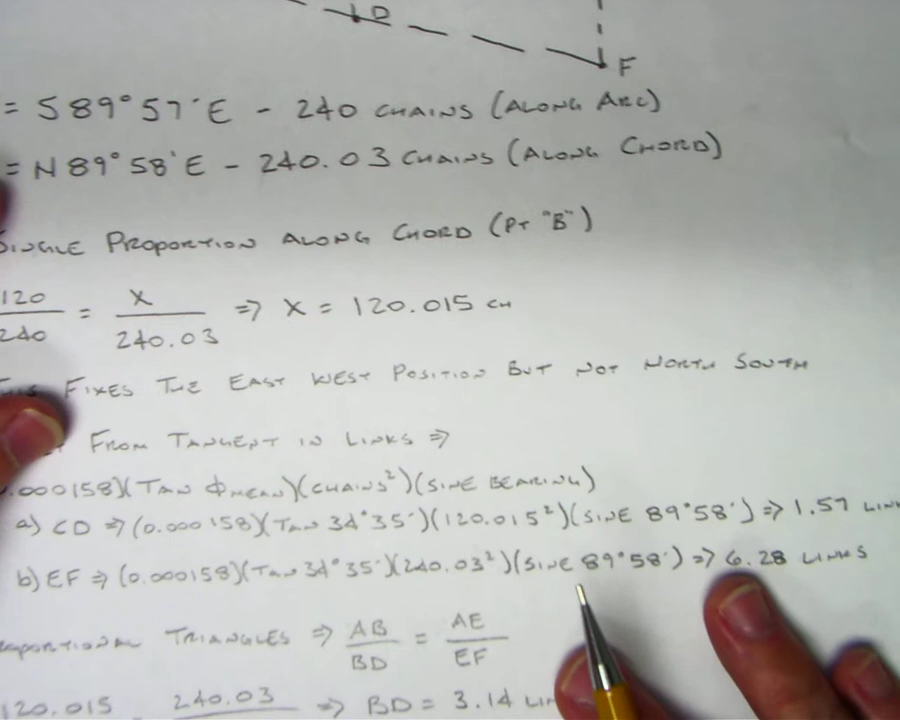 D
F
= S 89° 57' E - 240 CHAINS (ALONG ARC)
= N 89° 58' E - 240.03 CHAINS (ALONG CHORD)
SINGLE PROPORTION ALONG CHORD (PT "B")
120/240 = X/240.03 => X = 120.015 CH
FIXES THE EAST WEST POSITION BUT NOT NORTH SOUTH
FROM TANGENT IN LINKS =>
.000158)(TAN Φ MEAN)(CHAINS²)(SINE BEARING)
a) CD => (0.000158)(TAN 34° 35')(120.015²)(SINE 89° 58') => 1.57 LINK
b) EF => (0.000158)(TAN 34° 35')(240.03²)(SINE 89° 58') => 6.28 LINKS
TRIANGLES => AB/BD = AE/EF
120.015 240.03 => BD = 3.14 LIN